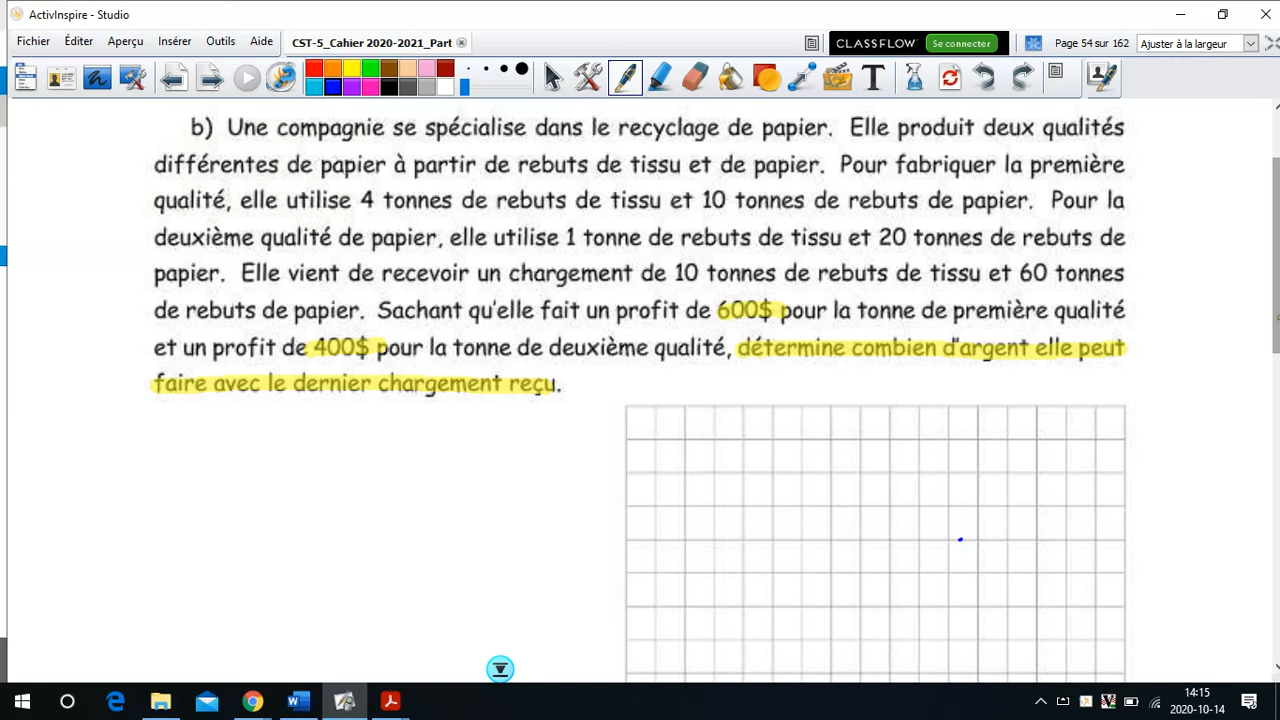 ActivInspire - Studio
Fichier Éditer Aperçu Insérer Outils Aide CST-5_Cahier 2020-2021_Part CLASSFLOW Se connecter Page 54 sur 162 Ajuster à la largeur
b) Une compagnie se spécialise dans le recyclage de papier. Elle produit deux qualités
différentes de papier à partir de rebuts de tissu et de papier. Pour fabriquer la première
qualité, elle utilise 4 tonnes de rebuts de tissu et 10 tonnes de rebuts de papier. Pour la
deuxième qualité de papier, elle utilise 1 tonne de rebuts de tissu et 20 tonnes de rebuts de
papier. Elle vient de recevoir un chargement de 10 tonnes de rebuts de tissu et 60 tonnes
de rebuts de papier. Sachant qu'elle fait un profit de 600$ pour la tonne de première qualité
et un profit de 400$ pour la tonne de deuxième qualité, détermine combien d'argent elle peut
faire avec le dernier chargement reçu.
14:15
2020-10-14